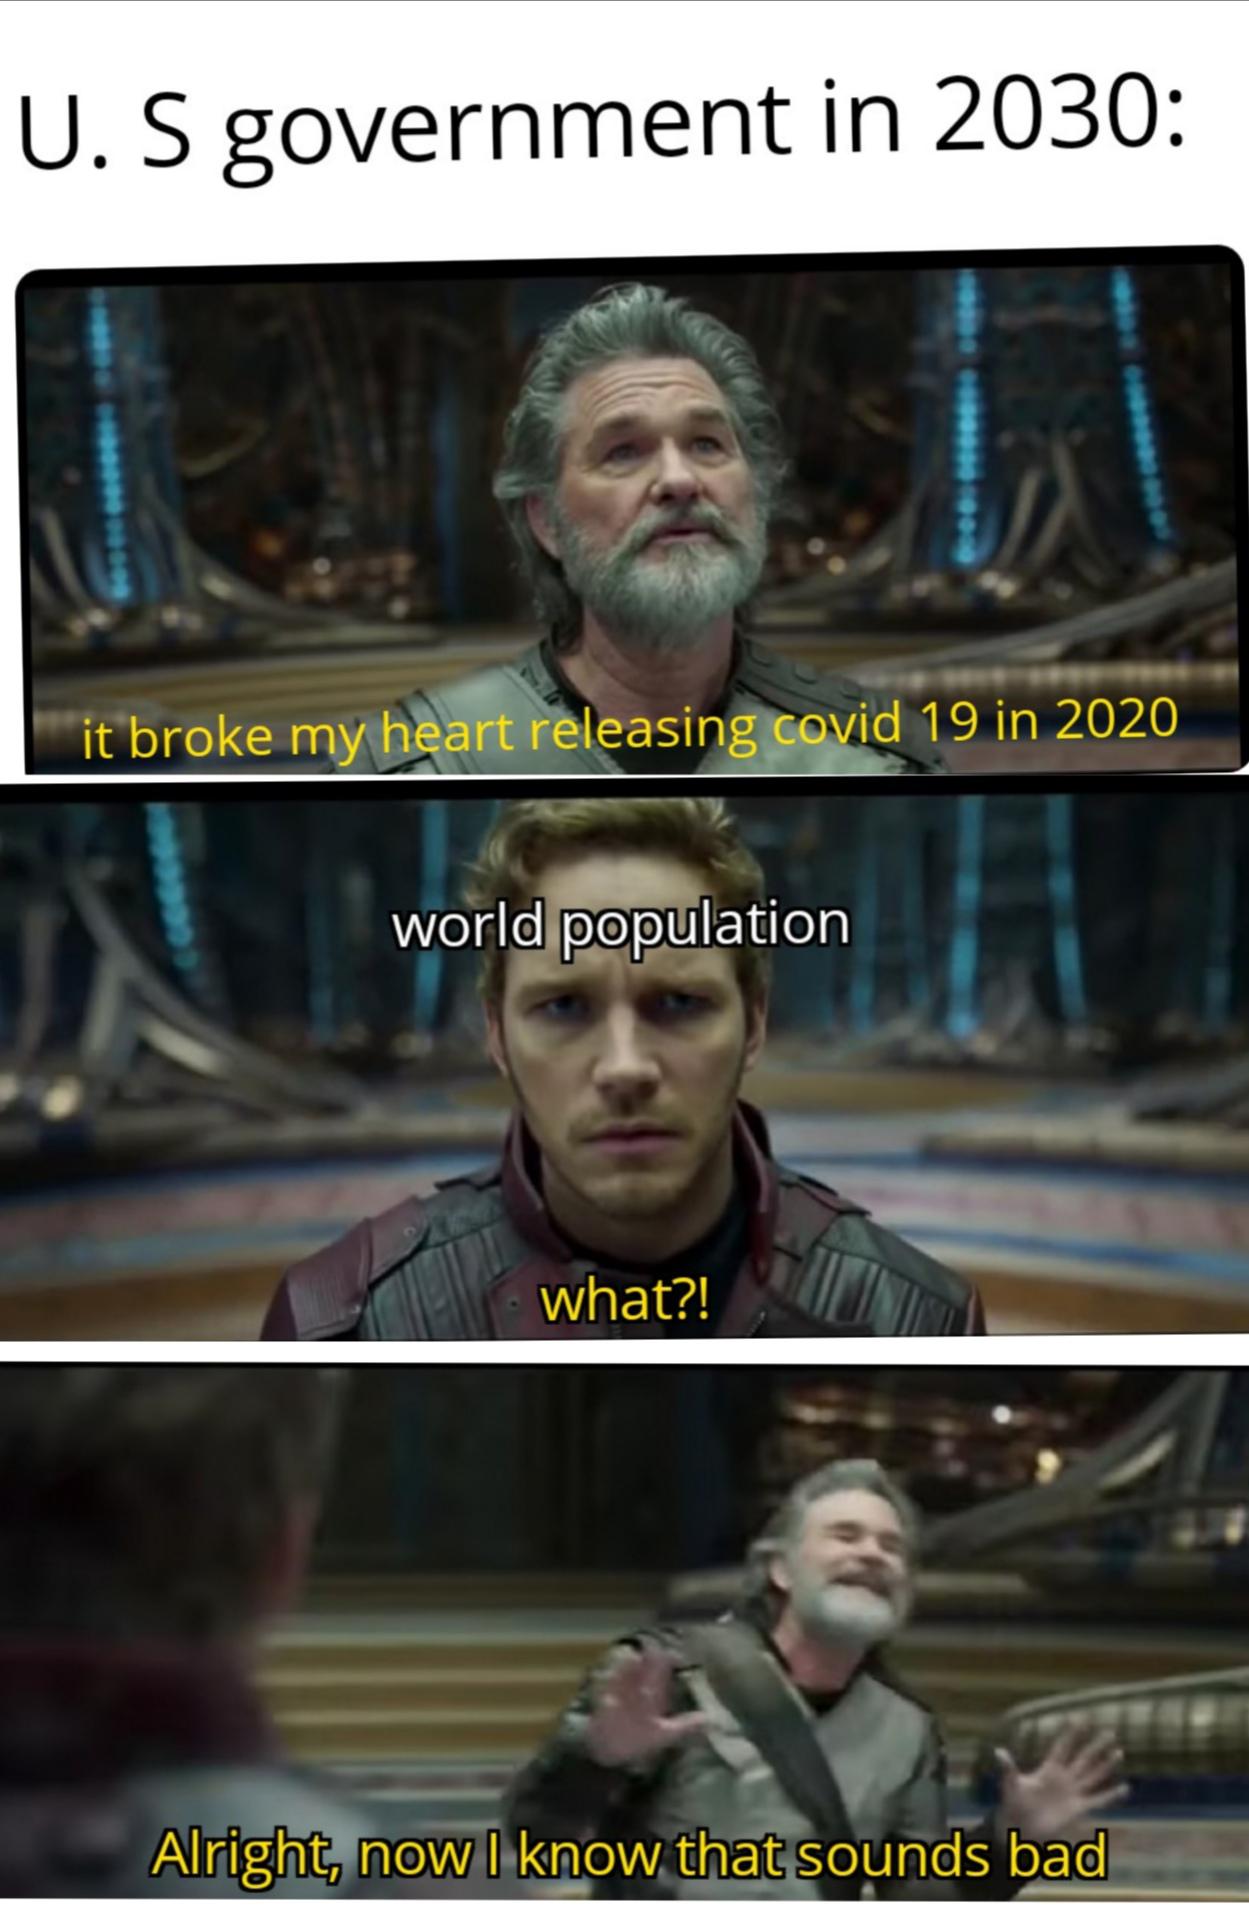 U. S government in 2030:
it broke my heart releasing covid 19 in 2020
world population
what?!
Alright, now I know that sounds bad